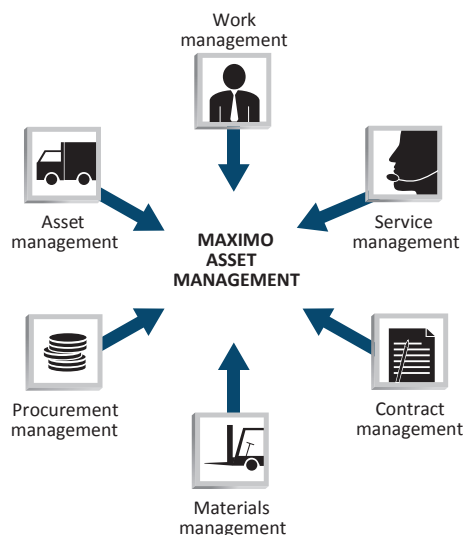 Work
management
Asset
management
Service
management
MAXIMO
ASSET
MANAGEMENT
Procurement
management
Contract
management
Materials
management